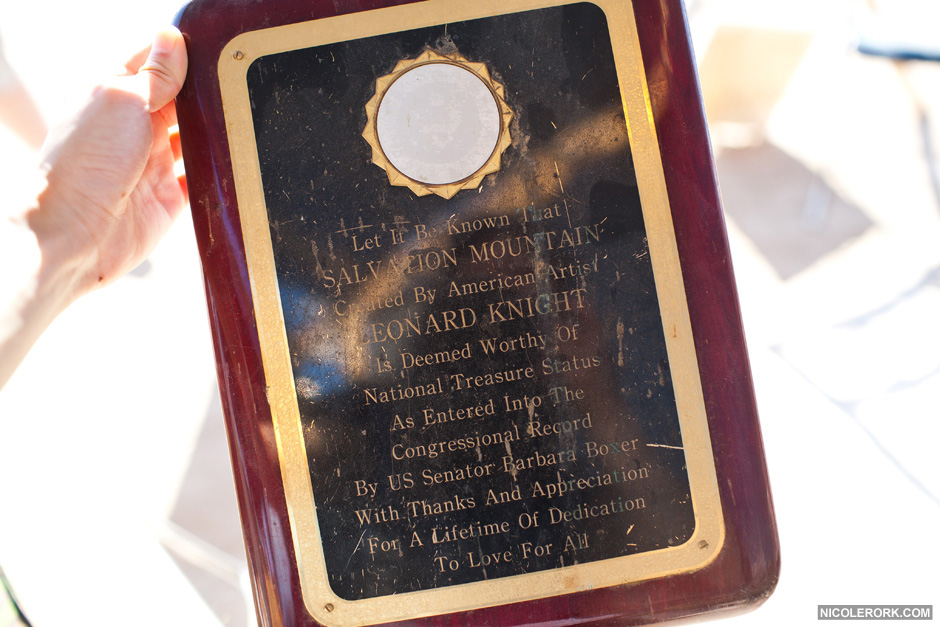 Let It Be Known That
SALVATION MOUNTAIN
Created By American Artist
LEONARD KNIGHT
Is Deemed Worthy Of
National Treasure Status
As Entered Into The
Congressional Record
By US Senator Barbara Boxer
With Thanks And Appreciation
For A Lifetime Of Dedication
To Love For All
NICOLERORK.COM